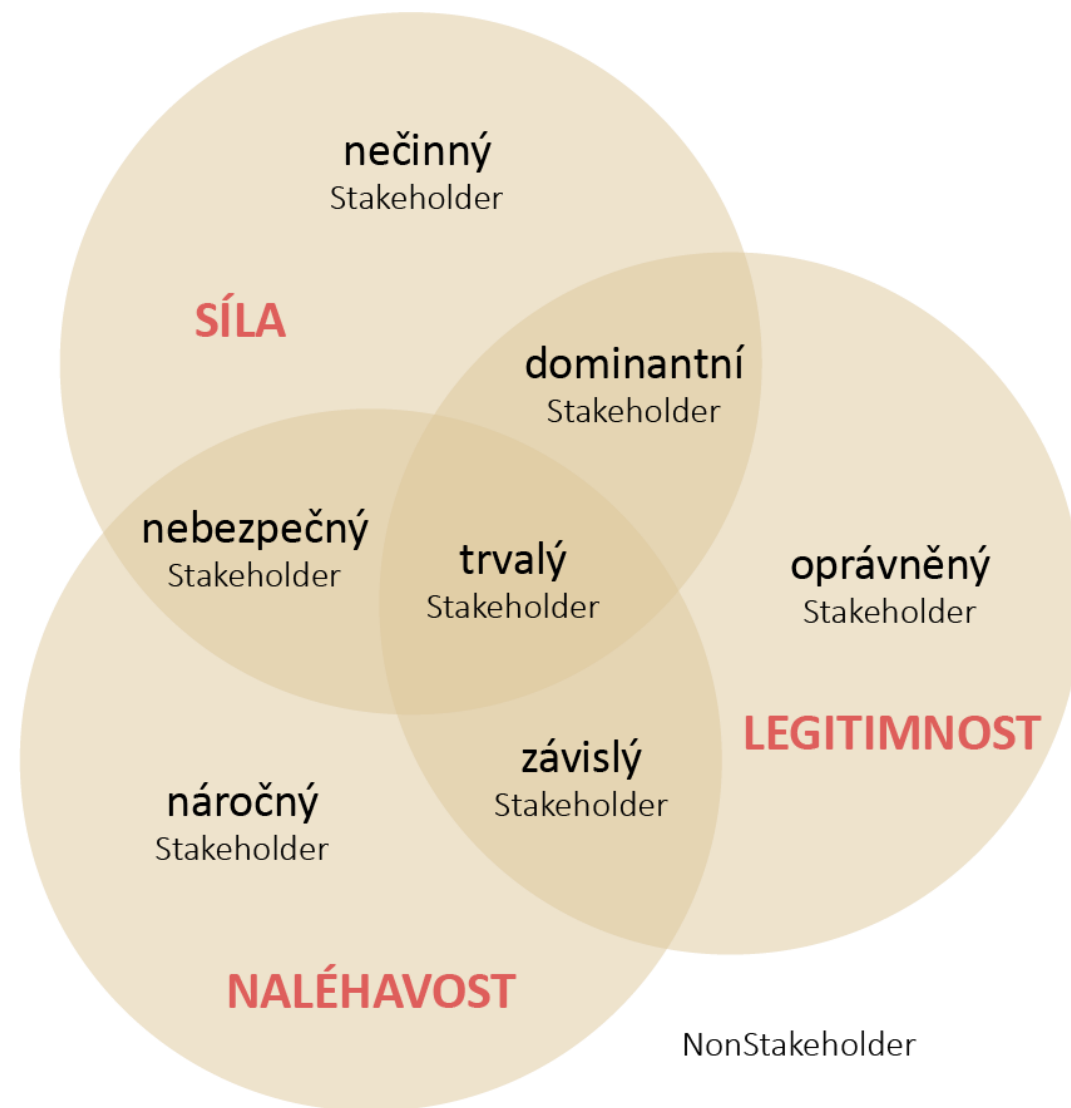 nečinný
Stakeholder
SÍLA
dominantní
Stakeholder
nebezpečný
Stakeholder
trvalý
Stakeholder
oprávněný
Stakeholder
LEGITIMNOST
závislý
Stakeholder
náročný
Stakeholder
NALÉHAVOST
NonStakeholder